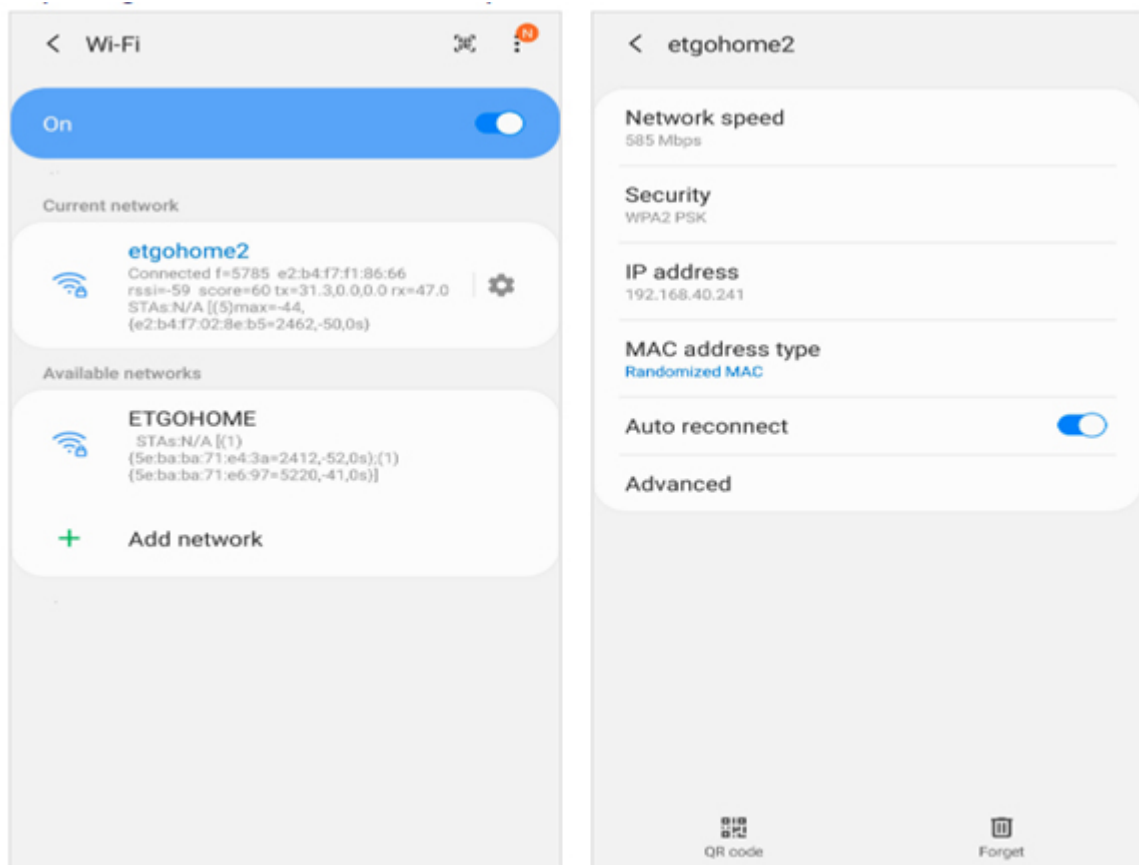 Wi-Fi
N
On
Current network
etgohome2
Connected f=5785 e2:b4:f7:f1:86:66
rssi=-59 score=60 tx=31.3,0.0,0.0 rx=47.0
STAs:N/A [(5)max=-44,
{e2:b4:f7:02:8e:b5=2462,-50,0s}
Available networks
ETGOHOME
STAs:N/A [(1)
{5e:ba:ba:71:e4:3a=2412,-52,0s};(1)
{5e:ba:ba:71:e6:97=5220,-41,0s}]
Add network
etgohome2
Network speed
585 Mbps
Security
WPA2 PSK
IP address
192.168.40.241
MAC address type
Randomized MAC
Auto reconnect
Advanced
QR code
Forget